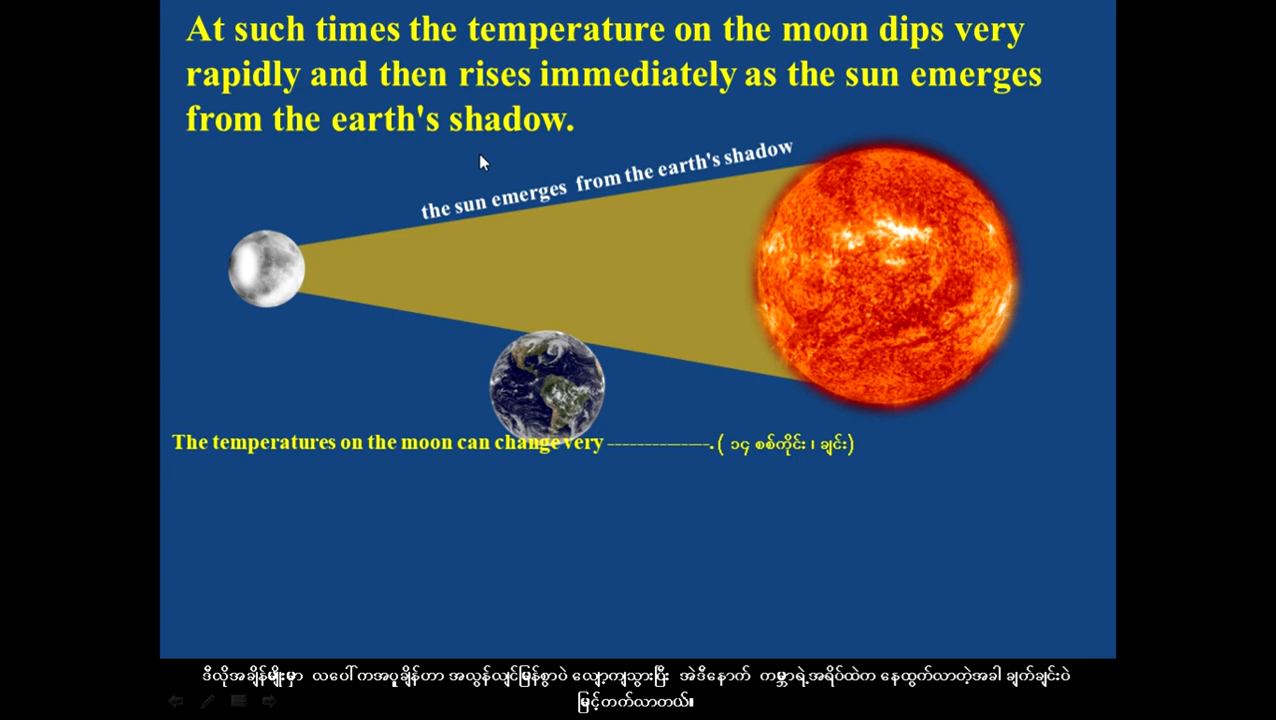 At such times the temperature on the moon dips very
rapidly and then rises immediately as the sun emerges
from the earth's shadow.
the sun emerges from the earth's shadow
The temperatures on the moon can change very ---------------. ( ၁၄ စစ်ကိုင်း ၊ ချင်း)
ဒီလိုအချိန်မျိုးမှာ လပေါ်ကအပူချိန်ဟာ အလွန်လျင်မြန်စွာပဲ လျော့ကျသွားပြီး အဲဒီနောက် ကမ္ဘာရဲ့အရိပ်ထဲက နေထွက်လာတဲ့အခါ ချက်ချင်းပဲ
မြင့်တက်လာတယ်။